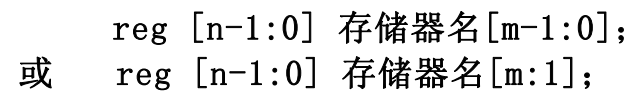 reg [n-1:0] 存储器名[m-1:0];
或 reg [n-1:0] 存储器名[m:1];